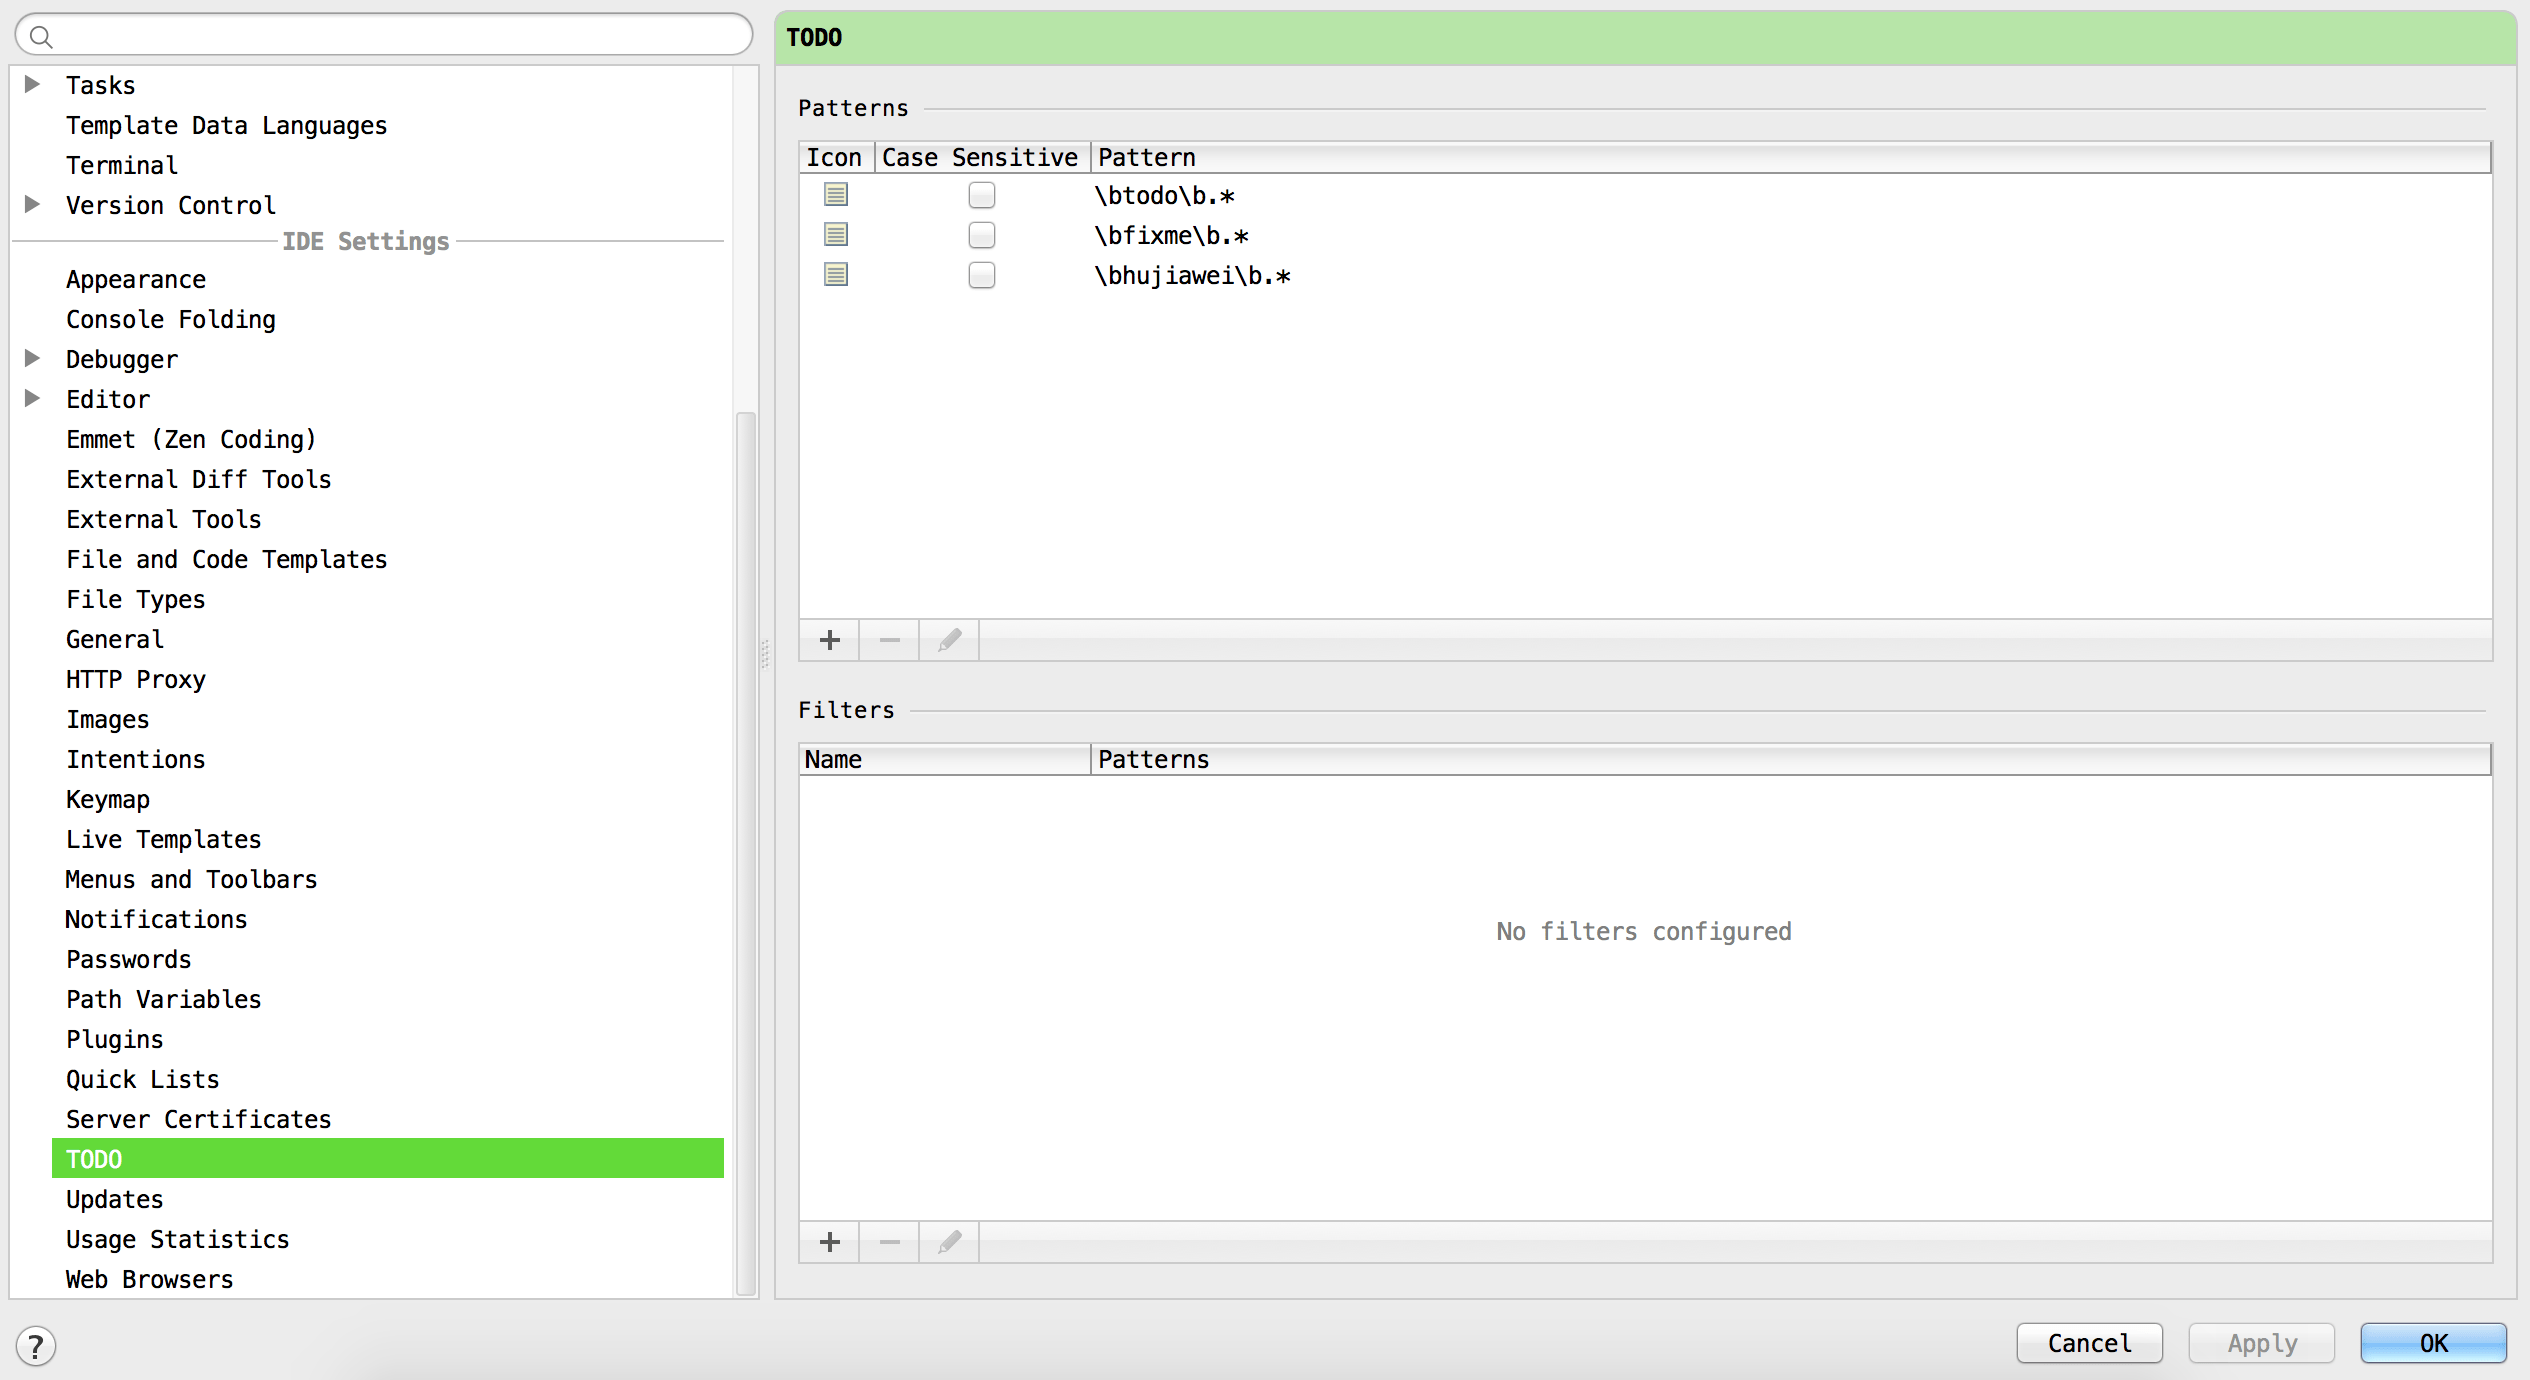 Tasks
Template Data Languages
Terminal
Version Control
IDE Settings
Appearance
Console Folding
Debugger
Editor
Emmet (Zen Coding)
External Diff Tools
External Tools
File and Code Templates
File Types
General
HTTP Proxy
Images
Intentions
Keymap
Live Templates
Menus and Toolbars
Notifications
Passwords
Path Variables
Plugins
Quick Lists
Server Certificates
TODO
Updates
Usage Statistics
Web Browsers
?
TODO
Patterns
Icon Case Sensitive Pattern
\btodo\b.*
\bfixme\b.*
\bhujiawei\b.*
Filters
Name Patterns
No filters configured
Cancel Apply OK